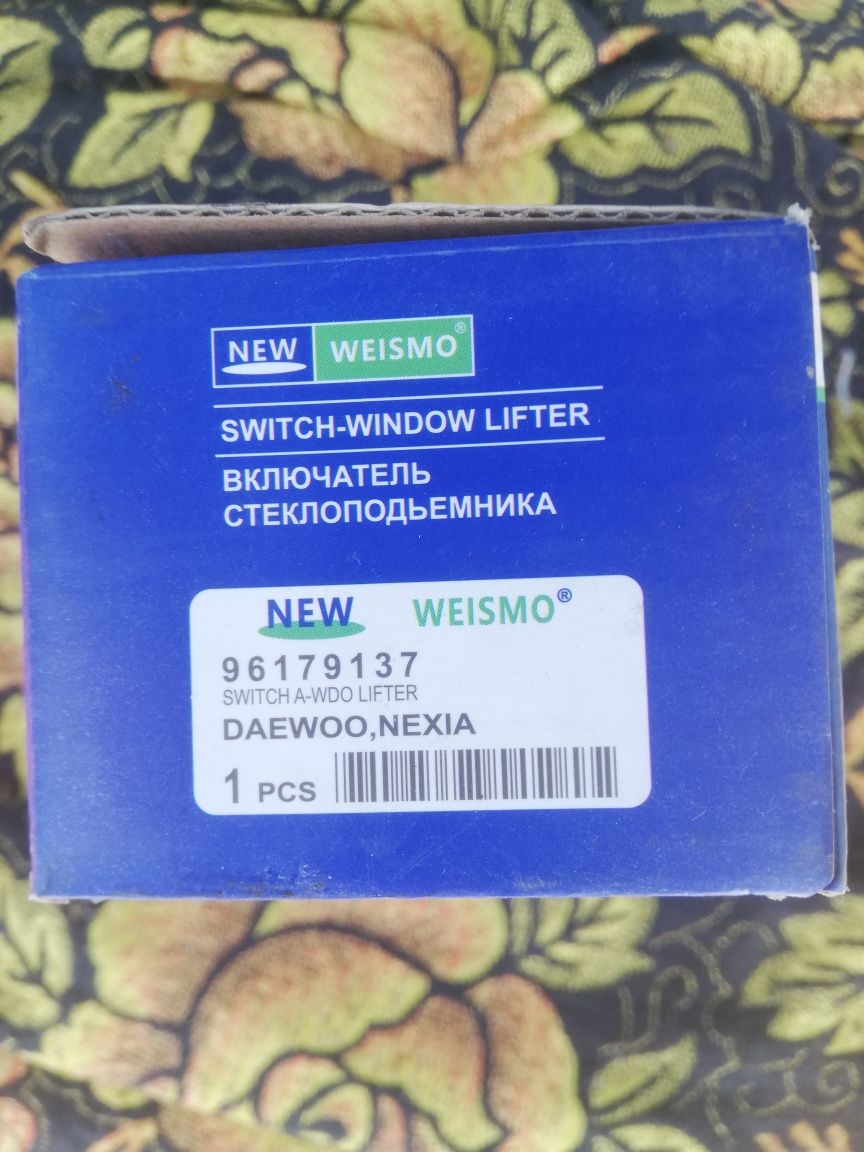 NEW WEISMO®
SWITCH-WINDOW LIFTER
ВКЛЮЧАТЕЛЬ
СТЕКЛОПОДЬЕМНИКА
NEW WEISMO®
96179137
SWITCH A-WDO LIFTER
DAEWOO,NEXIA
1 PCS